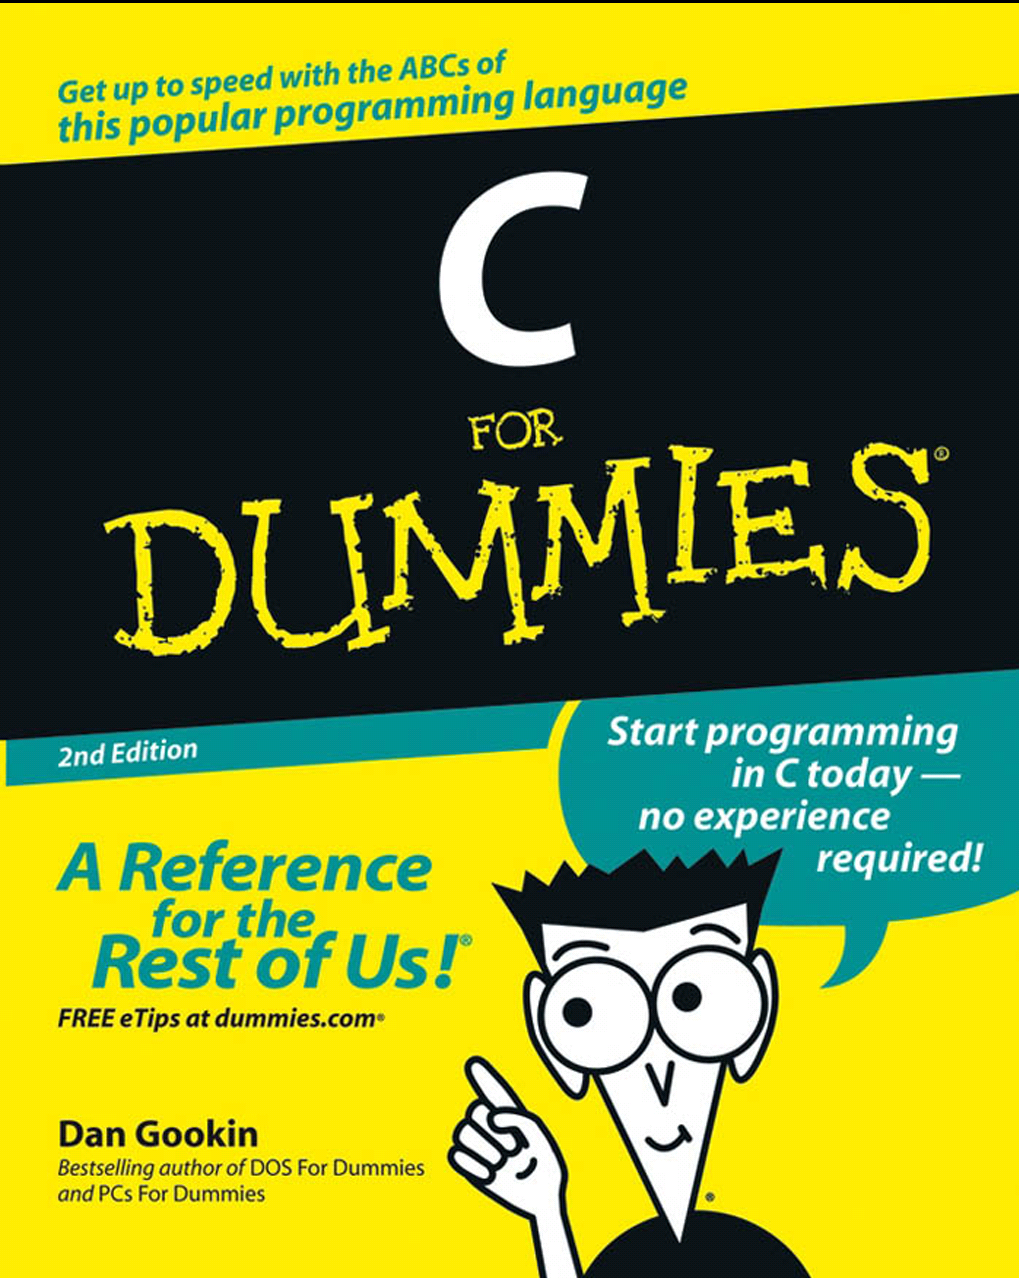 Get up to speed with the ABCs of
this popular programming language
C
FOR
DUMMIES®
2nd Edition
Start programming
in C today —
no experience
required!
A Reference
for the
Rest of Us!®
FREE eTips at dummies.com®
Dan Gookin
Bestselling author of DOS For Dummies
and PCs For Dummies
®